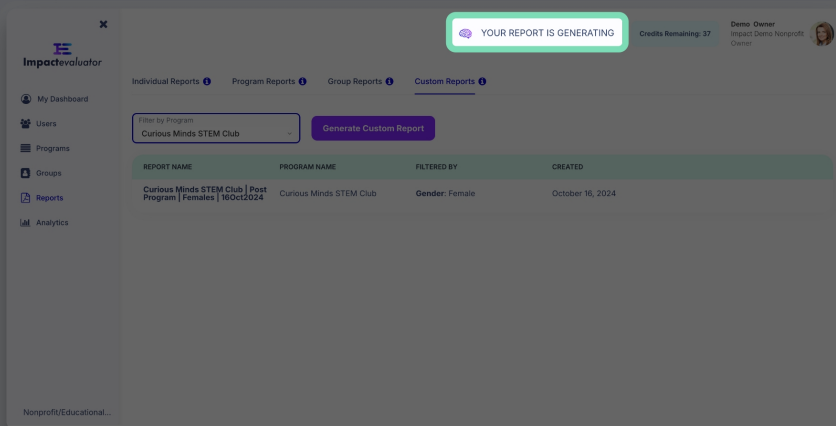 YOUR REPORT IS GENERATING
Credits Remaining: 37
Demo Owner
Impact Demo Nonprofit
Owner
Impactevaluator
Individual Reports
Program Reports
Group Reports
Custom Reports
My Dashboard
Users
Programs
Groups
Reports
Analytics
Filter by Program
Curious Minds STEM Club
Generate Custom Report
REPORT NAME PROGRAM NAME FILTERED BY CREATED
Curious Minds STEM Club | Post
Program | Females | 16Oct2024
Curious Minds STEM Club
Gender: Female
October 16, 2024
Nonprofit/Educational...